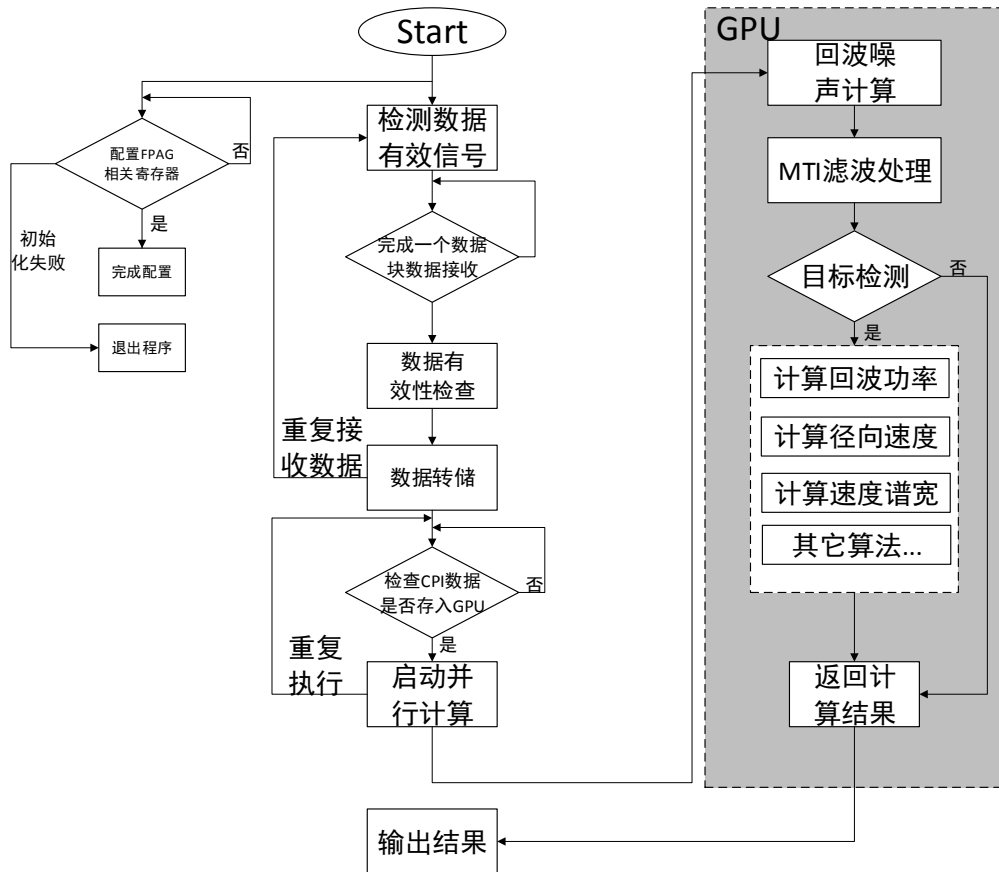 Start
配置FPAG
相关寄存器
否
是
初始
化失败
完成配置
退出程序
检测数据
有效信号
完成一个数据
块数据接收
数据有
效性检查
重复接
收数据
数据转储
检查CPI数据
是否存入GPU
否
是
重复
执行
启动并
行计算
输出结果
GPU
回波噪
声计算
MTI滤波处理
目标检测
否
是
计算回波功率
计算径向速度
计算速度谱宽
其它算法...
返回计
算结果